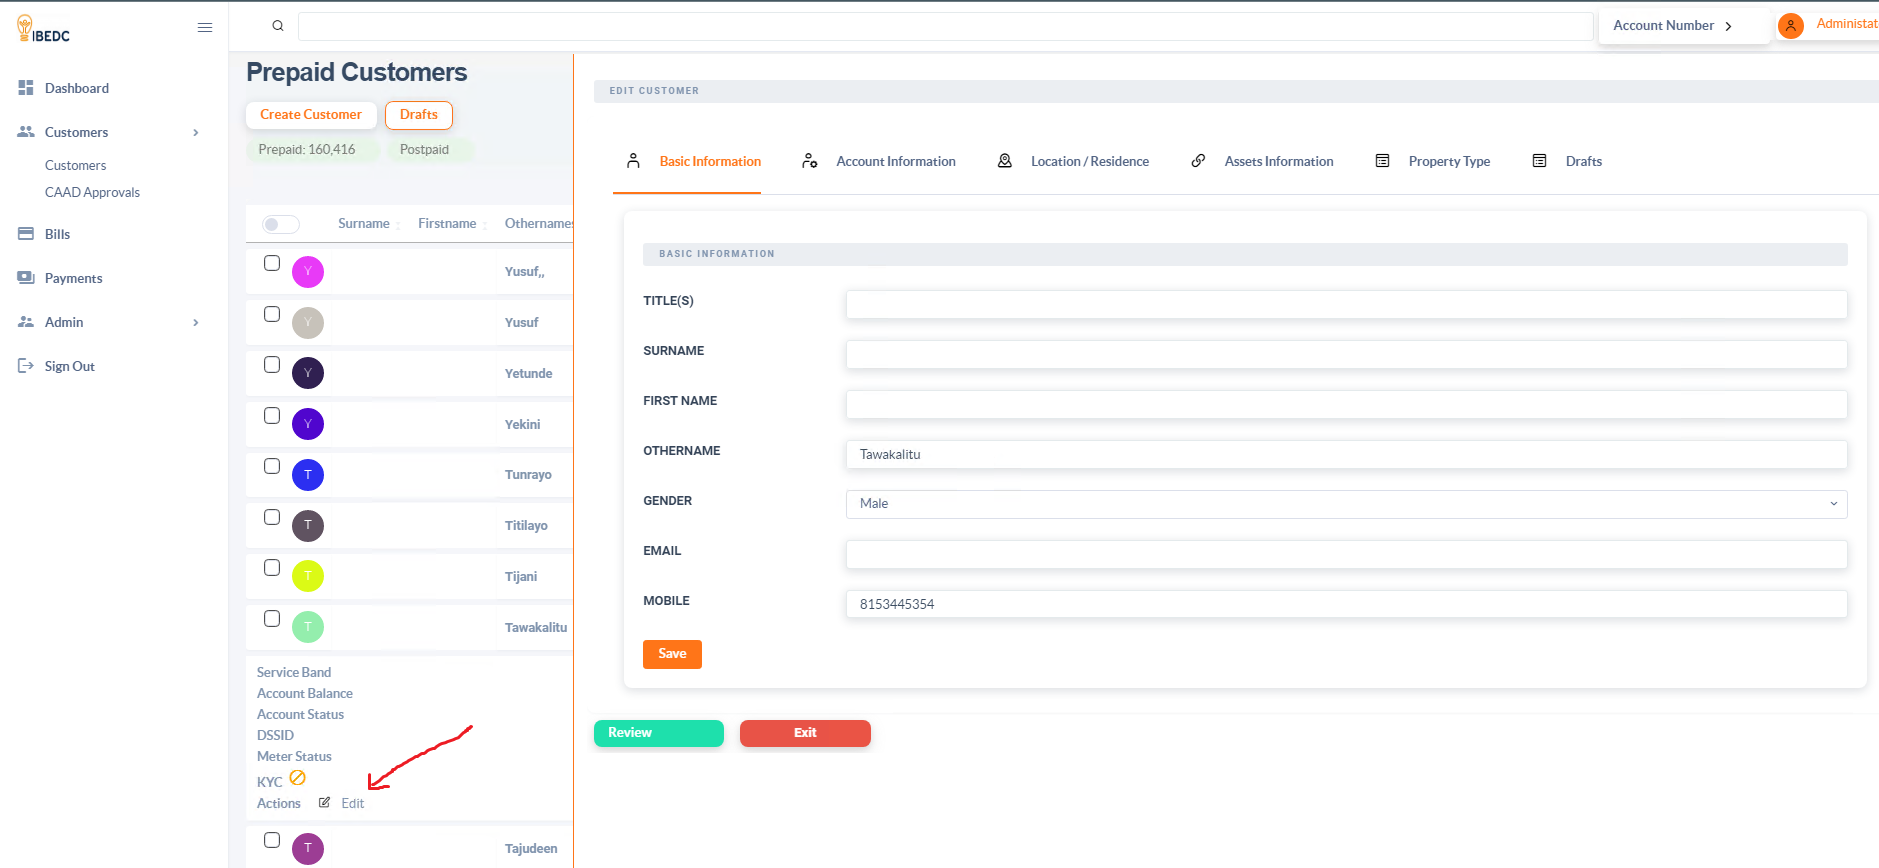 IBEDC
Account Number
Administat
Dashboard
Customers
Customers
CAAD Approvals
Bills
Payments
Admin
Sign Out
Prepaid Customers
Create Customer
Drafts
Prepaid: 160,416
Postpaid
Surname
Firstname
Othernames
Y
Yusuf,,
Y
Yusuf
Y
Yetunde
Y
Yekini
T
Tunrayo
T
Titilayo
T
Tijani
T
Tawakalitu
Service Band
Account Balance
Account Status
DSSID
Meter Status
KYC
Actions
Edit
T
Tajudeen
EDIT CUSTOMER
Basic Information
Account Information
Location / Residence
Assets Information
Property Type
Drafts
BASIC INFORMATION
TITLE(S)
SURNAME
FIRST NAME
OTHERNAME
Tawakalitu
GENDER
Male
EMAIL
MOBILE
8153445354
Save
Review
Exit